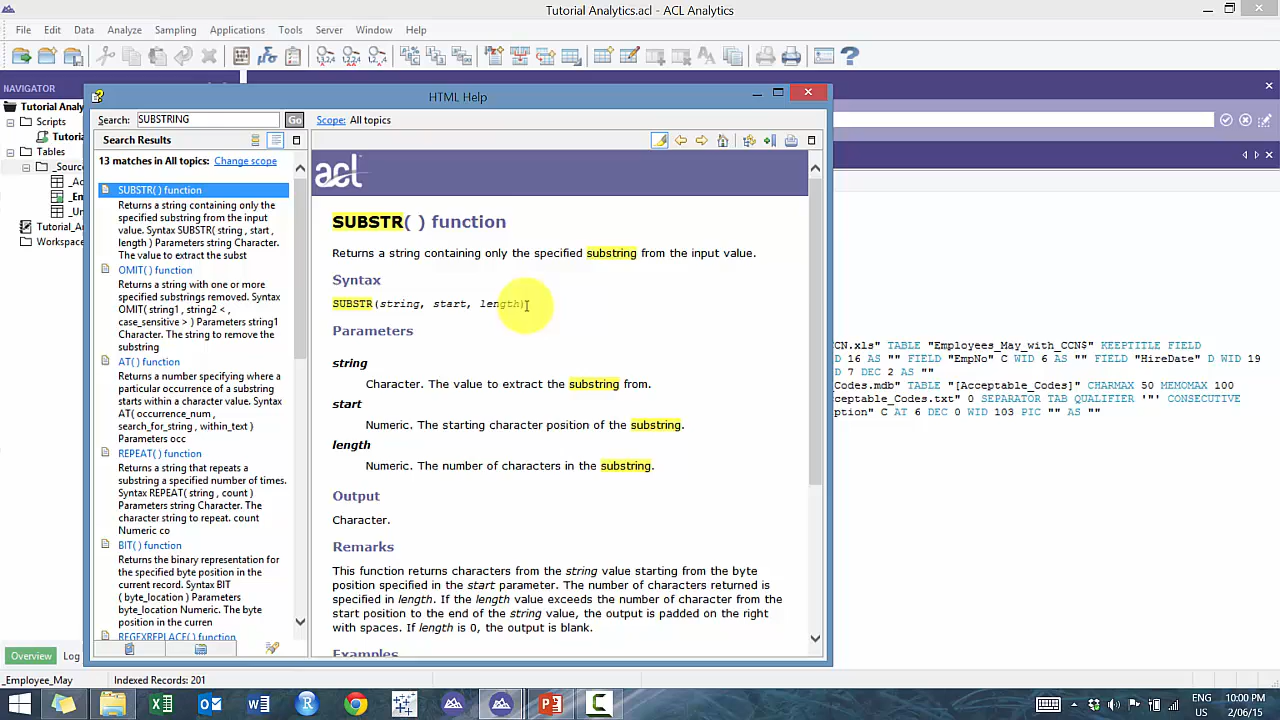 Tutorial Analytics.acl - ACL Analytics
File Edit Data Analyze Sampling Applications Tools Server Window Help
NAVIGATOR
Tutorial Analy
Scripts
Tutoria
Tables
_Sourc
_Ac
_En
_Un
Tutorial_A
Workspace
HTML Help
Search: SUBSTRING Go
Scope: All topics
Search Results
13 matches in All topics: Change scope
SUBSTR( ) function
Returns a string containing only the
specified substring from the input
value. Syntax SUBSTR( string , start ,
length ) Parameters string Character.
The value to extract the subst
OMIT( ) function
Returns a string with one or more
specified substrings removed. Syntax
OMIT( string1 , string2 < ,
case_sensitive > ) Parameters string1
Character. The string to remove the
substring
AT( ) function
Returns a number specifying where a
particular occurrence of a substring
starts within a character value. Syntax
AT( occurrence_num ,
search_for_string , within_text )
Parameters occ
REPEAT( ) function
Returns a string that repeats a
substring a specified number of times.
Syntax REPEAT( string , count )
Parameters string Character. The
character string to repeat. count
Numeric co
BIT( ) function
Returns the binary representation for
the specified byte position in the
current record. Syntax BIT
( byte_location ) Parameters
byte_location Numeric. The byte
position in the curren
REGEXREPLACE( ) function
acl
SUBSTR( ) function
Returns a string containing only the specified substring from the input value.
Syntax
SUBSTR(string, start, length)
Parameters
string
Character. The value to extract the substring from.
start
Numeric. The starting character position of the substring.
length
Numeric. The number of characters in the substring.
Output
Character.
Remarks
This function returns characters from the string value starting from the byte
position specified in the start parameter. The number of characters returned is
specified in length. If the length value exceeds the number of character from the
start position to the end of the string value, the output is padded on the right
with spaces. If length is 0, the output is blank.
Examples
CN.xls" TABLE "Employees_May_with_CCN$" KEEPTITLE FIELD
D 16 AS "" FIELD "EmpNo" C WID 6 AS "" FIELD "HireDate" D WID 19
D 7 DEC 2 AS ""
Codes.mdb" TABLE "[Acceptable_Codes]" CHARMAX 50 MEMOMAX 100
ceptable_Codes.txt" 0 SEPARATOR TAB QUALIFIER '"' CONSECUTIVE
ption" C AT 6 DEC 0 WID 103 PIC "" AS ""
Overview Log
_Employee_May Indexed Records: 201
ENG
US
10:00 PM
2/06/15